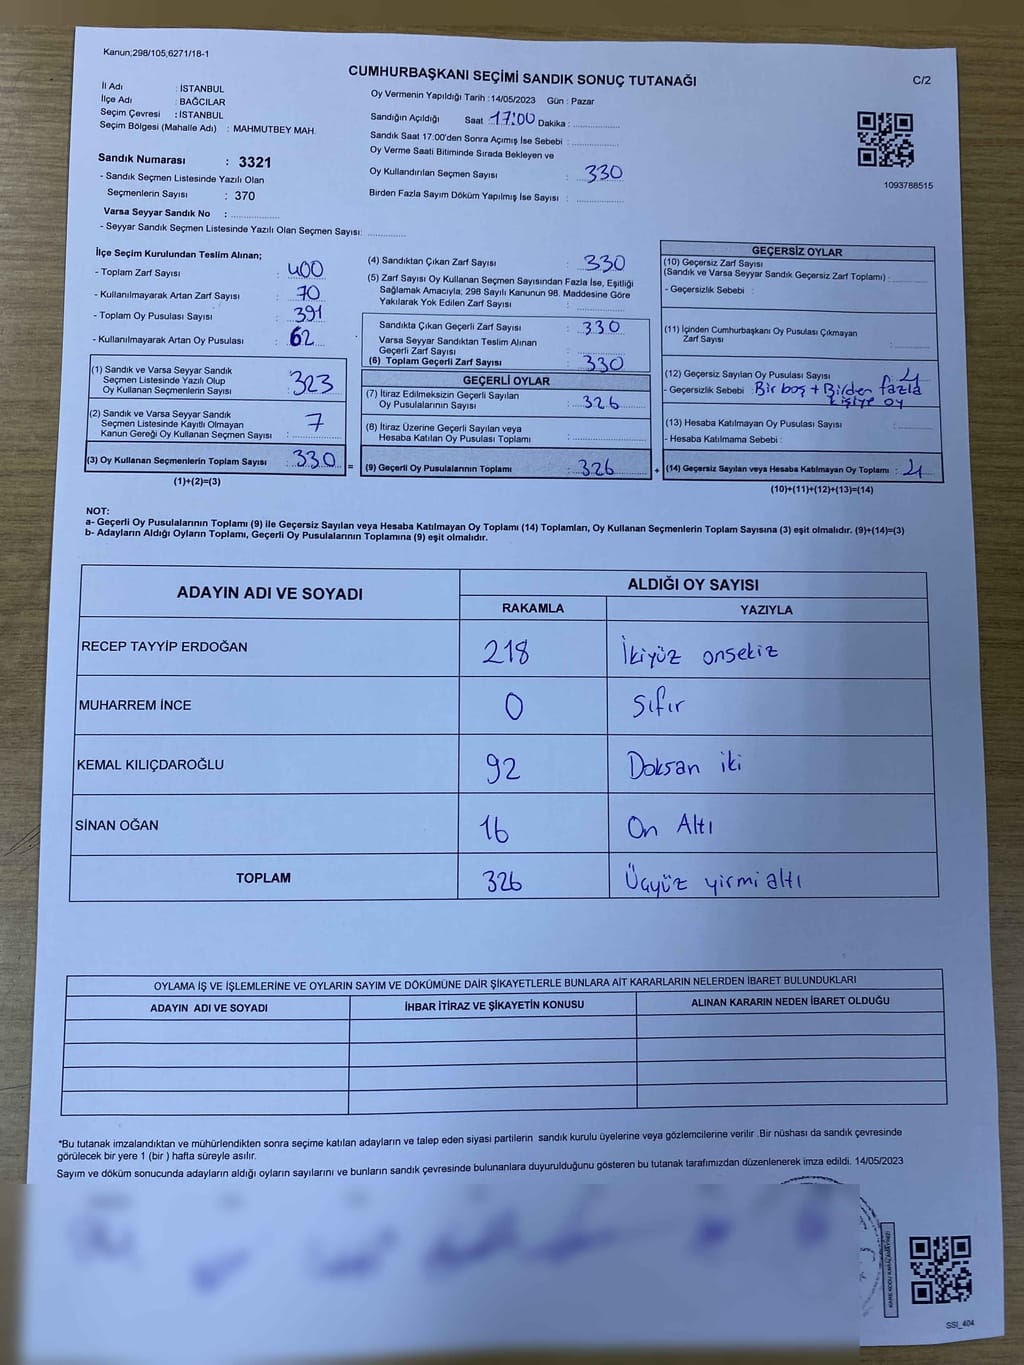 Kanun;298/105;6271/18-1
CUMHURBAŞKANI SEÇİMİ SANDIK SONUÇ TUTANAĞI
C/2
İl Adı : İSTANBUL
İlçe Adı : BAĞCILAR
Seçim Çevresi : İSTANBUL
Seçim Bölgesi (Mahalle Adı) : MAHMUTBEY MAH.
Sandık Numarası : 3321
- Sandık Seçmen Listesinde Yazılı Olan
Seçmenlerin Sayısı : 370
Varsa Seyyar Sandık No :
- Seyyar Sandık Seçmen Listesinde Yazılı Olan Seçmen Sayısı:
Oy Vermenin Yapıldığı Tarih :14/05/2023 Gün : Pazar
Sandığın Açıldığı Saat 17:00 Dakika :
Sandık Saat 17:00'den Sonra Açımış İse Sebebi :
Oy Verme Saati Bitiminde Sırada Bekleyen ve
Oy Kullandırılan Seçmen Sayısı : 330
Birden Fazla Sayım Döküm Yapılmış İse Sayısı :
1093788515
İlçe Seçim Kurulundan Teslim Alınan;
- Toplam Zarf Sayısı : 400
- Kullanılmayarak Artan Zarf Sayısı : 70
- Toplam Oy Pusulası Sayısı : 391
- Kullanılmayarak Artan Oy Pusulası : 62
(1) Sandık ve Varsa Seyyar Sandık
Seçmen Listesinde Yazılı Olup
Oy Kullanan Seçmenlerin Sayısı : 323
(2) Sandık ve Varsa Seyyar Sandık
Seçmen Listesinde Kayıtlı Olmayan
Kanun Gereği Oy Kullanan Seçmen Sayısı : 7
(3) Oy Kullanan Seçmenlerin Toplam Sayısı : 330
(1)+(2)=(3)
=
(4) Sandıktan Çıkan Zarf Sayısı : 330
(5) Zarf Sayısı Oy Kullanan Seçmen Sayısından Fazla İse, Eşitliği
Sağlamak Amacıyla, 298 Sayılı Kanunun 98. Maddesine Göre
Yakılarak Yok Edilen Zarf Sayısı :
Sandıkta Çıkan Geçerli Zarf Sayısı : 330
Varsa Seyyar Sandıktan Teslim Alınan
Geçerli Zarf Sayısı :
(6) Toplam Geçerli Zarf Sayısı : 330
GEÇERLİ OYLAR
(7) İtiraz Edilmeksizin Geçerli Sayılan
Oy Pusulalarının Sayısı : 326
(8) İtiraz Üzerine Geçerli Sayılan veya
Hesaba Katılan Oy Pusulası Toplamı :
(9) Geçerli Oy Pusulalarının Toplamı : 326
+
GEÇERSİZ OYLAR
(10) Geçersiz Zarf Sayısı
(Sandık ve Varsa Seyyar Sandık Geçersiz Zarf Toplamı) :
- Geçersizlik Sebebi :
(11) İçinden Cumhurbaşkanı Oy Pusulası Çıkmayan
Zarf Sayısı :
(12) Geçersiz Sayılan Oy Pusulası Sayısı : 4
- Geçersizlik Sebebi : Bir boş + Birden fazla
kişiye oy
(13) Hesaba Katılmayan Oy Pusulası Sayısı :
- Hesaba Katılmama Sebebi :
(14) Geçersiz Sayılan veya Hesaba Katılmayan Oy Toplamı : 4
(10)+(11)+(12)+(13)=(14)
NOT:
a- Geçerli Oy Pusulalarının Toplamı (9) ile Geçersiz Sayılan veya Hesaba Katılmayan Oy Toplamı (14) Toplamları, Oy Kullanan Seçmenlerin Toplam Sayısına (3) eşit olmalıdır. (9)+(14)=(3)
b- Adayların Aldığı Oyların Toplamı, Geçerli Oy Pusulalarının Toplamına (9) eşit olmalıdır.
ADAYIN ADI VE SOYADI
ALDIĞI OY SAYISI
RAKAMLA YAZIYLA
RECEP TAYYİP ERDOĞAN 218 İkiyüz onsekiz
MUHARREM İNCE 0 Sıfır
KEMAL KILIÇDAROĞLU 92 Doksan iki
SİNAN OĞAN 16 On Altı
TOPLAM 326 Üçyüz yirmi altı
OYLAMA İŞ VE İŞLEMLERİNE VE OYLARIN SAYIM VE DÖKÜMÜNE DAİR ŞİKAYETLERLE BUNLARA AİT KARARLARIN NELERDEN İBARET BULUNDUKLARI
ADAYIN ADI VE SOYADI İHBAR İTİRAZ VE ŞİKAYETİN KONUSU ALINAN KARARIN NEDEN İBARET OLDUĞU
*Bu tutanak imzalandıktan ve mühürlendikten sonra seçime katılan adayların ve talep eden siyasi partilerin sandık kurulu üyelerine veya gözlemcilerine verilir .Bir nüshası da sandık çevresinde
görülecek bir yere 1 (bir ) hafta süreyle asılır.
Sayım ve döküm sonucunda adayların aldığı oyların sayılarını ve bunların sandık çevresinde bulunanlara duyurulduğunu gösteren bu tutanak tarafımızdan düzenlenerek imza edildi. 14/05/2023
KARE KODU KARALAMAYINIZ!
SSI_404